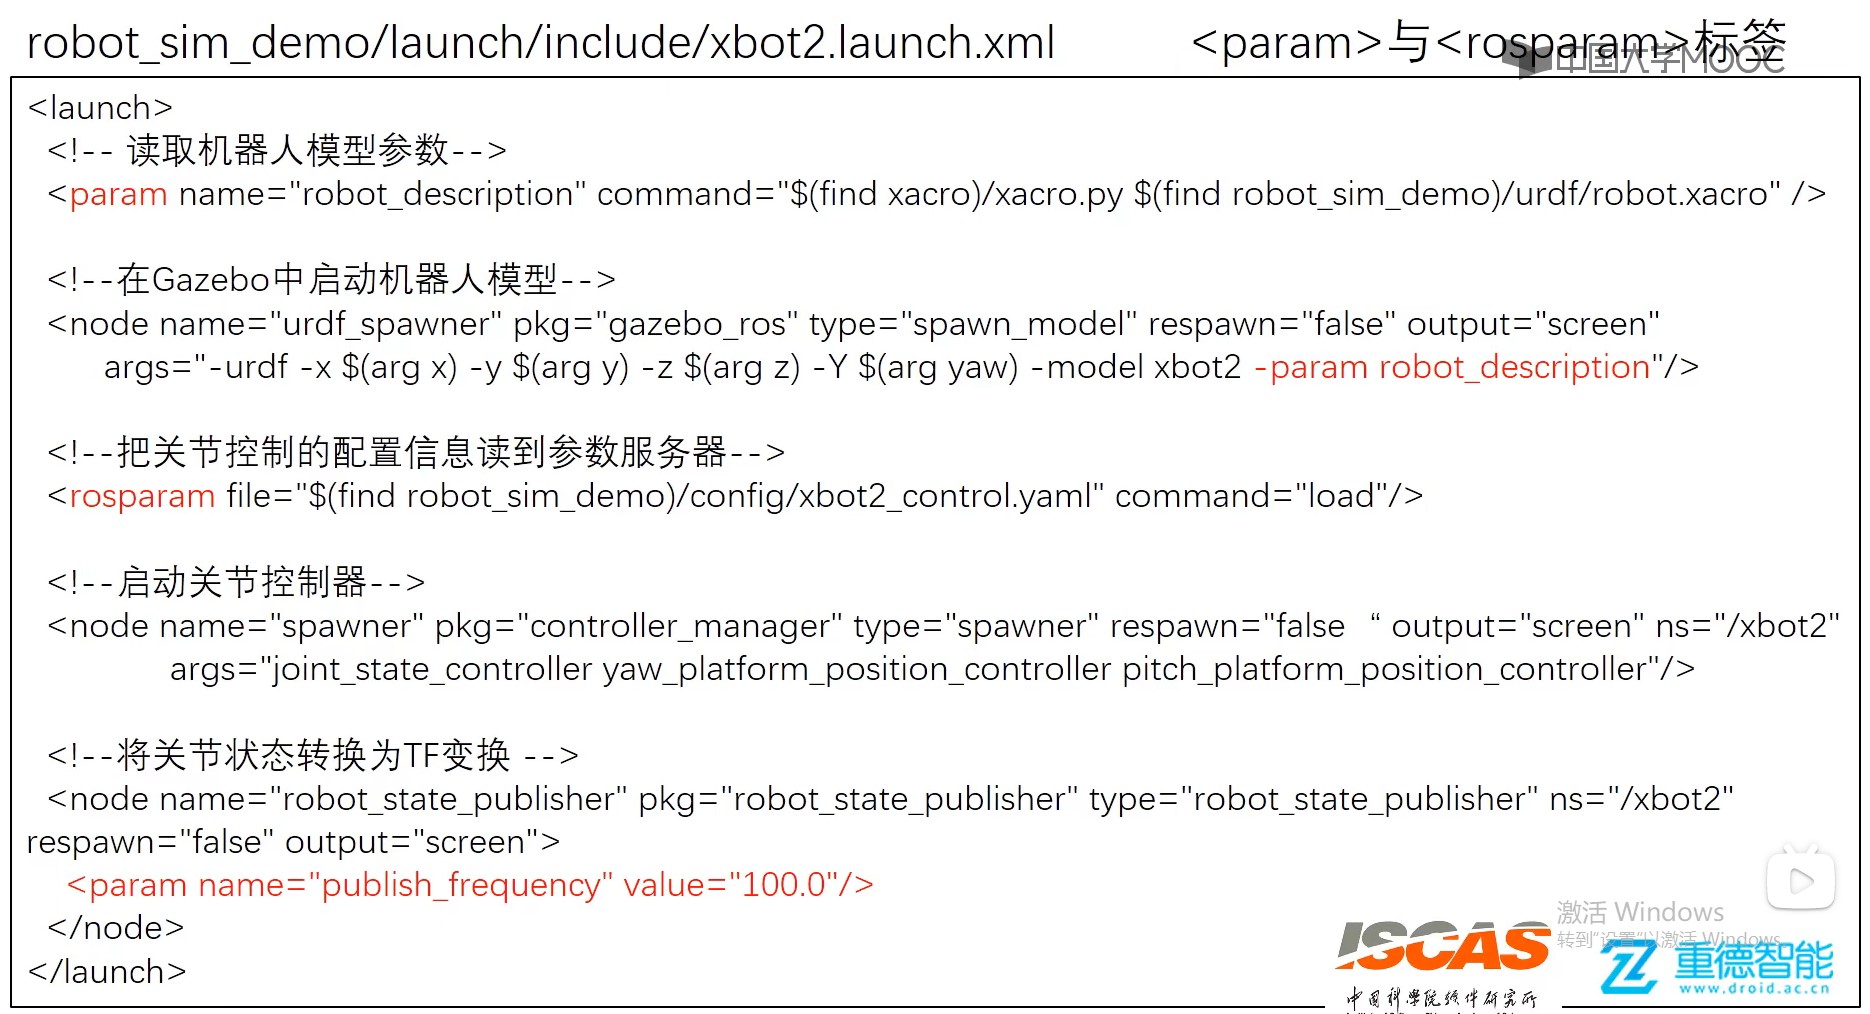 robot_sim_demo/launch/include/xbot2.launch.xml
<param>与<rosparam>标签
中国大学MOOC
<launch>
<!-- 读取机器人模型参数-->
<param name="robot_description" command="$(find xacro)/xacro.py $(find robot_sim_demo)/urdf/robot.xacro" />
<!--在Gazebo中启动机器人模型-->
<node name="urdf_spawner" pkg="gazebo_ros" type="spawn_model" respawn="false" output="screen"
args="-urdf -x $(arg x) -y $(arg y) -z $(arg z) -Y $(arg yaw) -model xbot2 -param robot_description"/>
<!--把关节控制的配置信息读到参数服务器-->
<rosparam file="$(find robot_sim_demo)/config/xbot2_control.yaml" command="load"/>
<!--启动关节控制器-->
<node name="spawner" pkg="controller_manager" type="spawner" respawn="false “ output="screen" ns="/xbot2"
args="joint_state_controller yaw_platform_position_controller pitch_platform_position_controller"/>
<!--将关节状态转换为TF变换 -->
<node name="robot_state_publisher" pkg="robot_state_publisher" type="robot_state_publisher" ns="/xbot2"
respawn="false" output="screen">
<param name="publish_frequency" value="100.0"/>
</node>
</launch>
激活 Windows
转到"设置"以激活 Windows。
ISCAS
中国科学院软件研究所
重德智能
www.droid.ac.cn